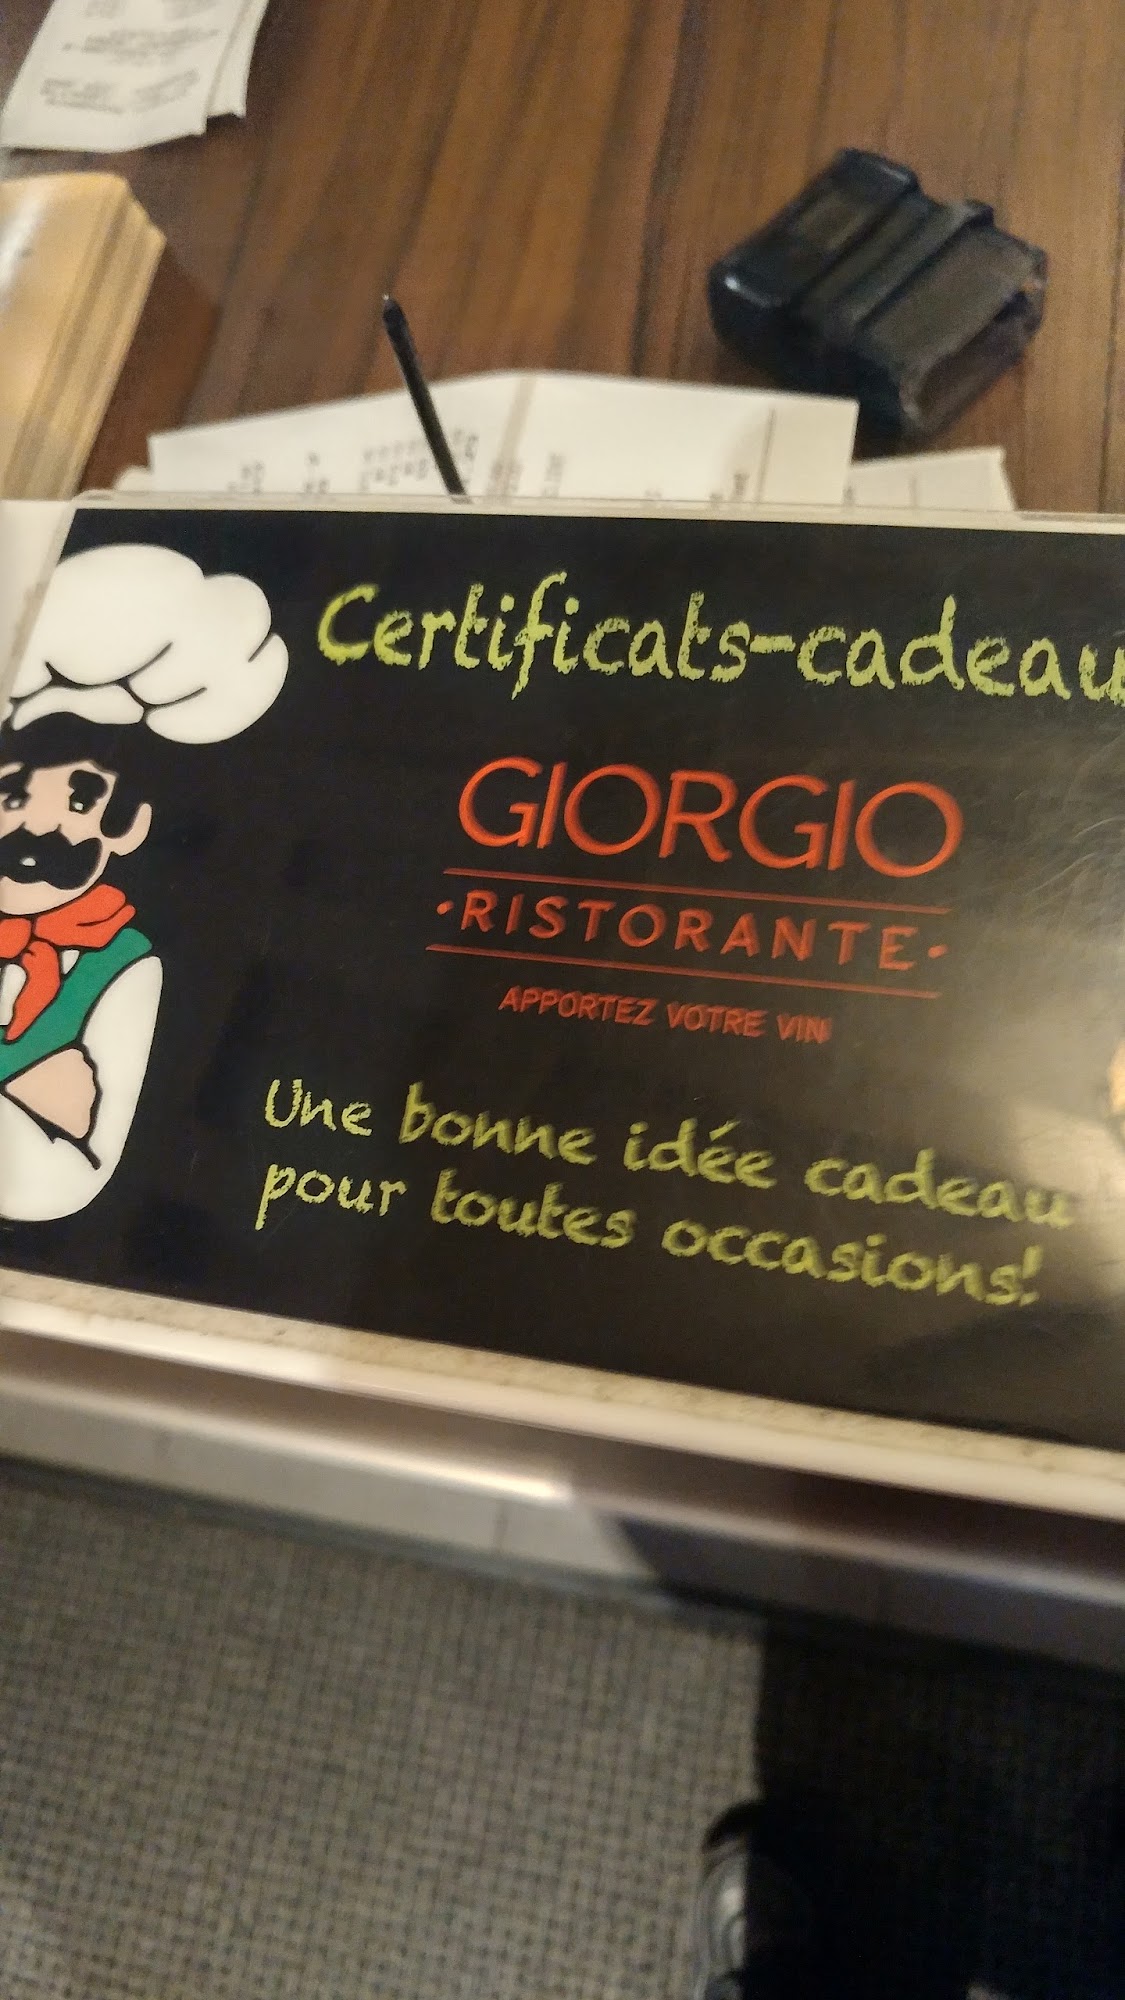 Certificats-cadeau
GIORGIO
•RISTORANTE•
APPORTEZ VOTRE VIN
Une bonne idée cadeau
pour toutes occasions!